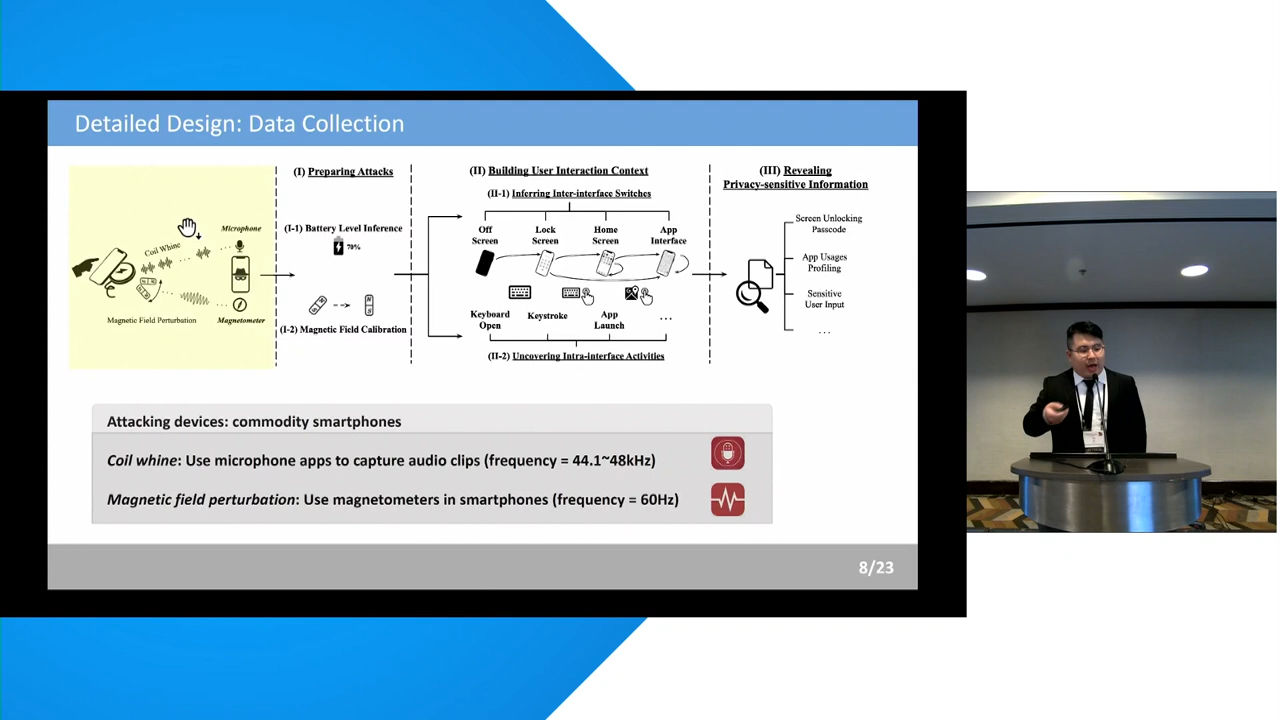 Detailed Design: Data Collection
Coil Whine
Microphone
Magnetic Field Perturbation
Magnetometer
(I) Preparing Attacks
(I-1) Battery Level Inference
70%
N
S
(I-2) Magnetic Field Calibration
(II) Building User Interaction Context
(II-1) Inferring Inter-interface Switches
Off
Screen
Lock
Screen
Home
Screen
App
Interface
Keyboard
Open
Keystroke
App
Launch
...
(II-2) Uncovering Intra-interface Activities
(III) Revealing
Privacy-sensitive Information
Screen Unlocking
Passcode
App Usages
Profiling
Sensitive
User Input
...
Attacking devices: commodity smartphones
Coil whine: Use microphone apps to capture audio clips (frequency = 44.1~48kHz)
Magnetic field perturbation: Use magnetometers in smartphones (frequency = 60Hz)
8/23